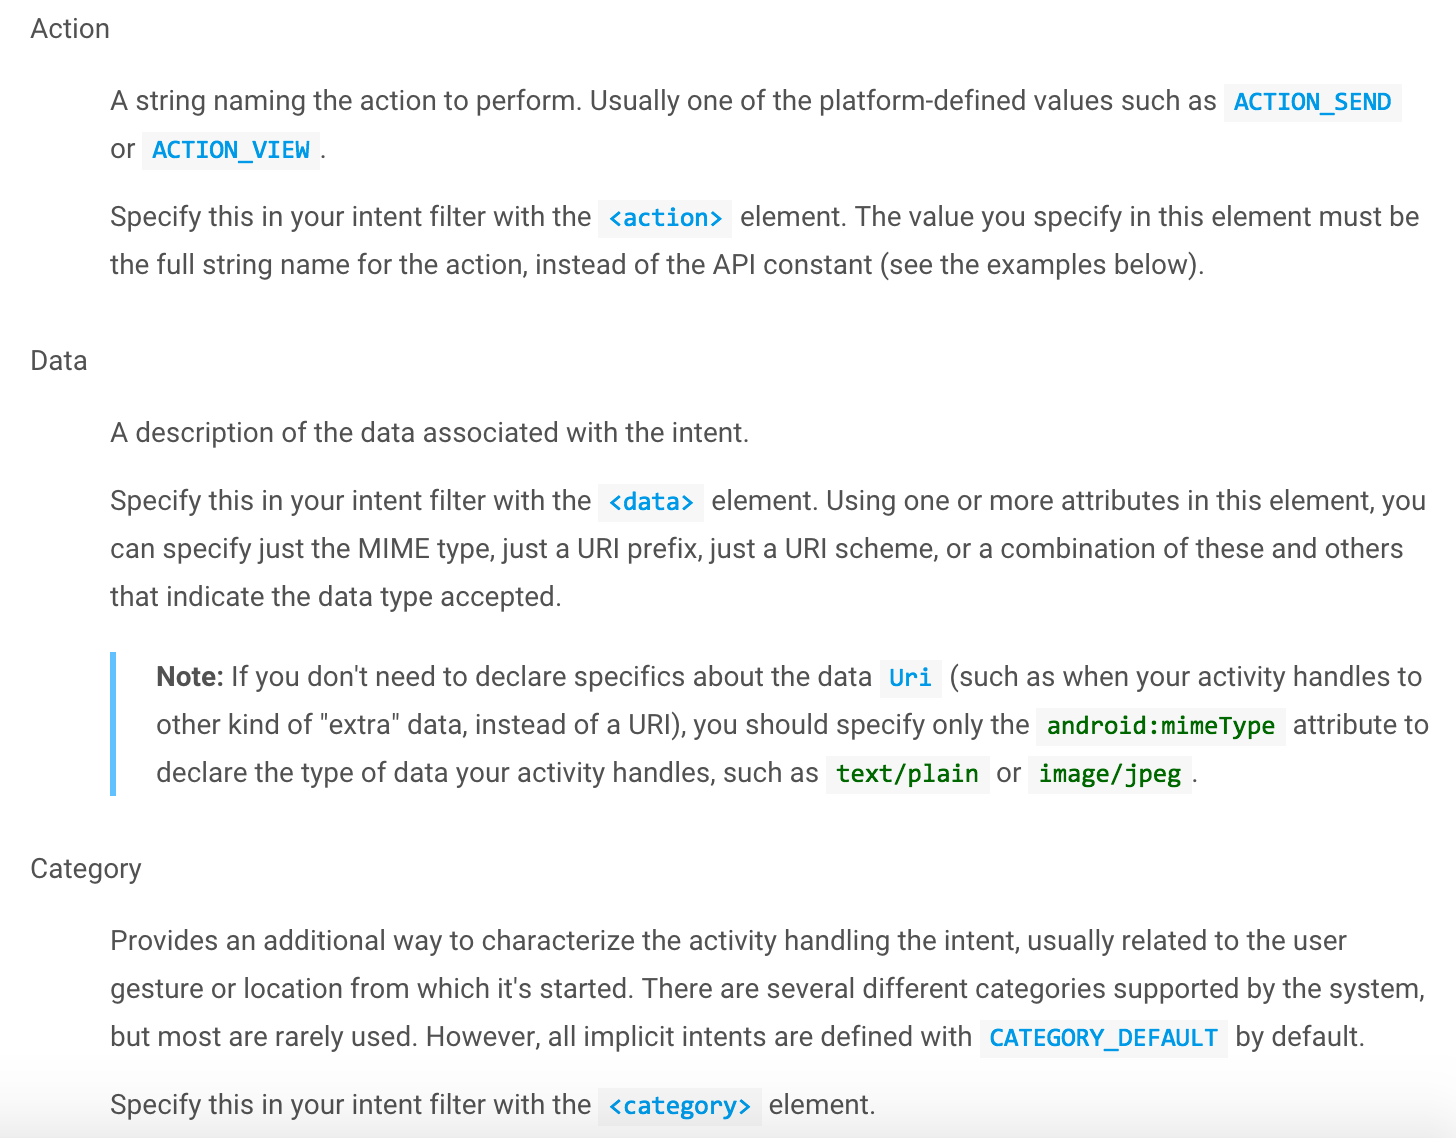 Action
A string naming the action to perform. Usually one of the platform-defined values such as ACTION_SEND
or ACTION_VIEW .
Specify this in your intent filter with the <action> element. The value you specify in this element must be
the full string name for the action, instead of the API constant (see the examples below).
Data
A description of the data associated with the intent.
Specify this in your intent filter with the <data> element. Using one or more attributes in this element, you
can specify just the MIME type, just a URI prefix, just a URI scheme, or a combination of these and others
that indicate the data type accepted.
Note: If you don't need to declare specifics about the data Uri (such as when your activity handles to
other kind of "extra" data, instead of a URI), you should specify only the android:mimeType attribute to
declare the type of data your activity handles, such as text/plain or image/jpeg .
Category
Provides an additional way to characterize the activity handling the intent, usually related to the user
gesture or location from which it's started. There are several different categories supported by the system,
but most are rarely used. However, all implicit intents are defined with CATEGORY_DEFAULT by default.
Specify this in your intent filter with the <category> element.